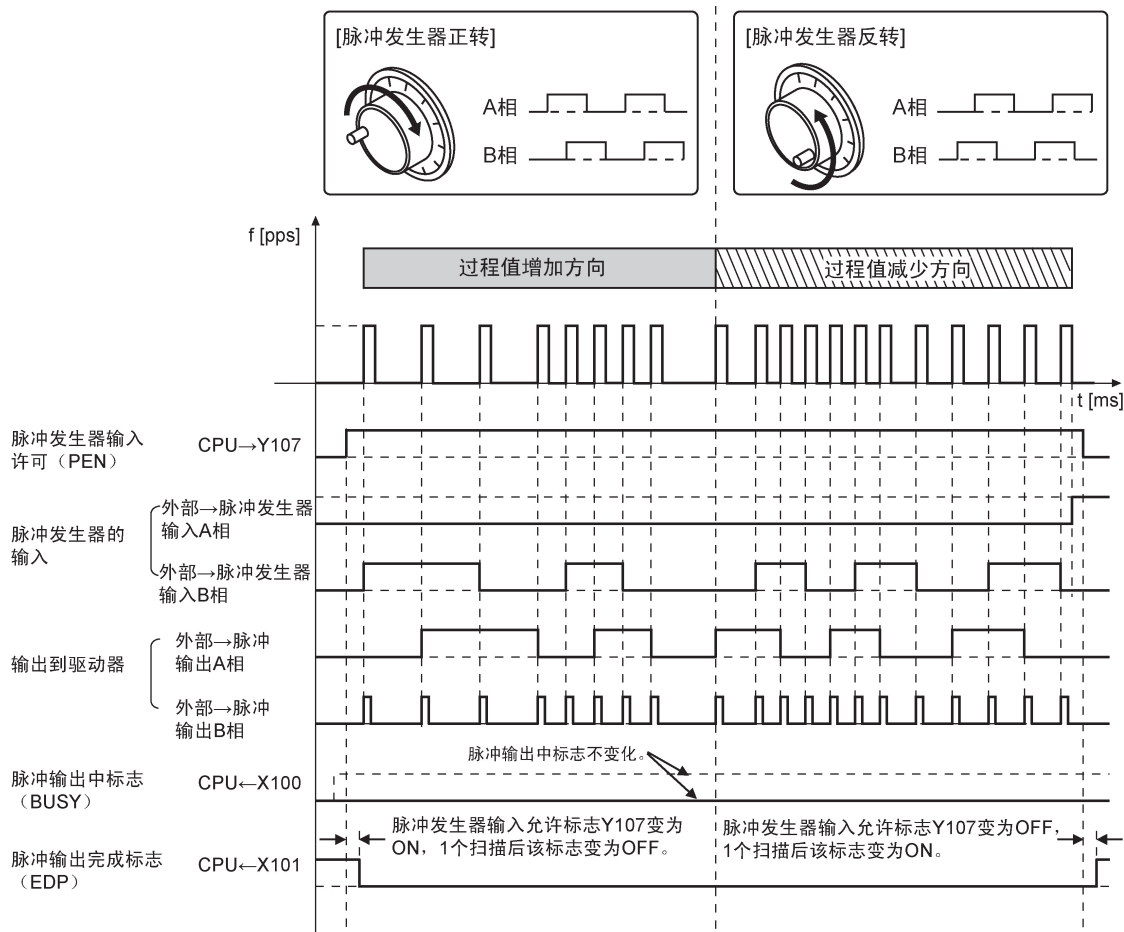 [脉冲发生器正转]
A相
B相
[脉冲发生器反转]
A相
B相
f [pps]
过程值增加方向
过程值减少方向
t [ms]
脉冲发生器输入
许可（PEN）
CPU→Y107
脉冲发生器的
输入
外部→脉冲发生器
输入A相
外部→脉冲发生器
输入B相
输出到驱动器
外部→脉冲
输出A相
外部→脉冲
输出B相
脉冲输出中标志不变化。
脉冲输出中标志
（BUSY）
CPU←X100
脉冲发生器输入允许标志Y107变为
ON，1个扫描后该标志变为OFF。
脉冲发生器输入允许标志Y107变为OFF，
1个扫描后该标志变为ON。
脉冲输出完成标志
（EDP）
CPU←X101